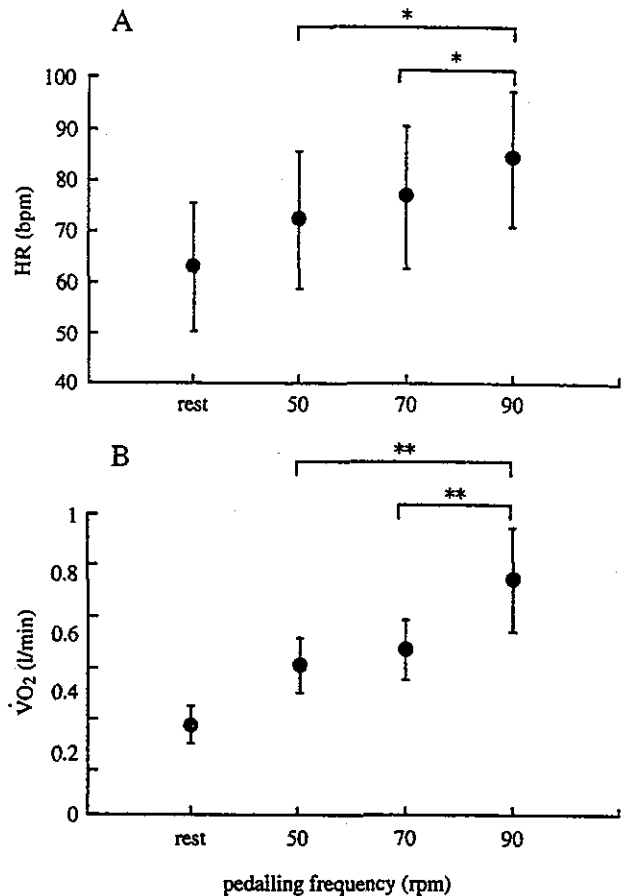 A
*
*
100
90
80
70
60
50
40
HR (bpm)
rest 50 70 90
B
**
**
1
0.8
0.6
0.4
0.2
0
V̇O₂ (l/min)
rest 50 70 90
pedalling frequency (rpm)